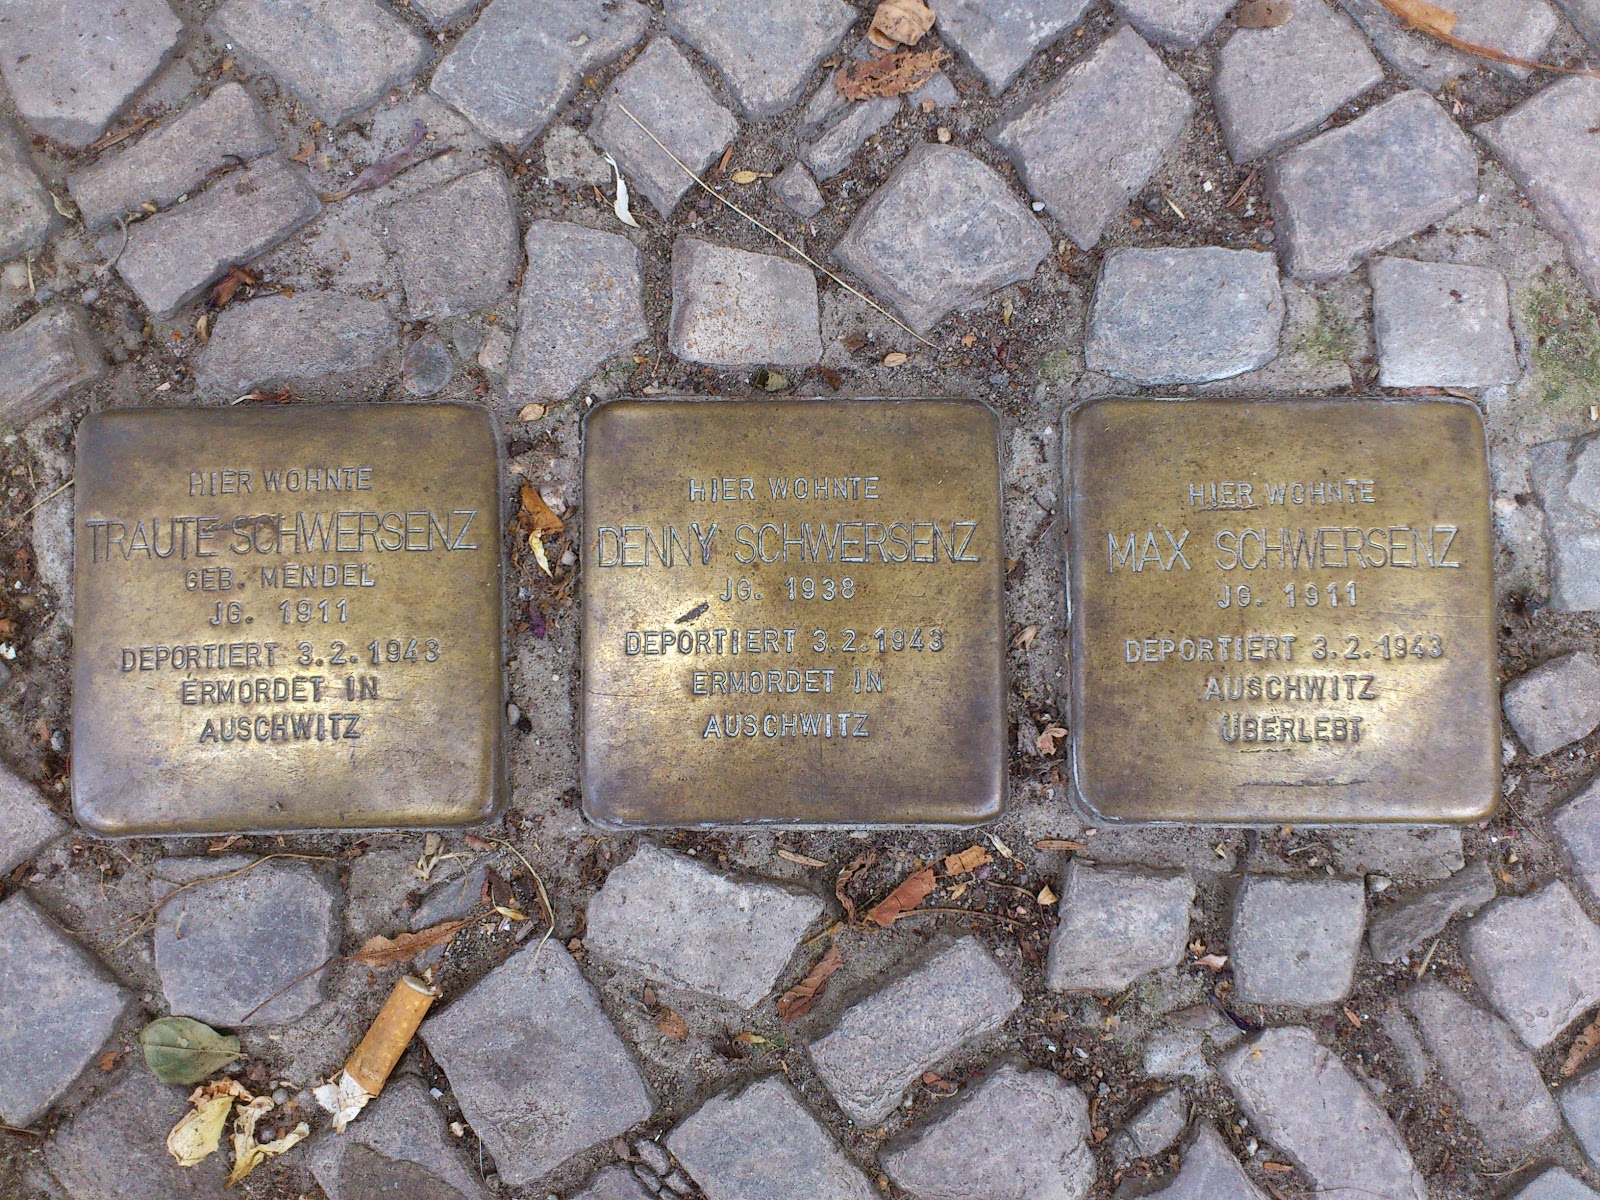 HIER WOHNTE
TRAUTE SCHWERSENZ
GEB. MENDEL
JG. 1911
DEPORTIERT 3.2.1943
ERMORDET IN
AUSCHWITZ
HIER WOHNTE
DENNY SCHWERSENZ
JG. 1938
DEPORTIERT 3.2.1943
ERMORDET IN
AUSCHWITZ
HIER WOHNTE
MAX SCHWERSENZ
JG. 1911
DEPORTIERT 3.2.1943
AUSCHWITZ
ÜBERLEBT